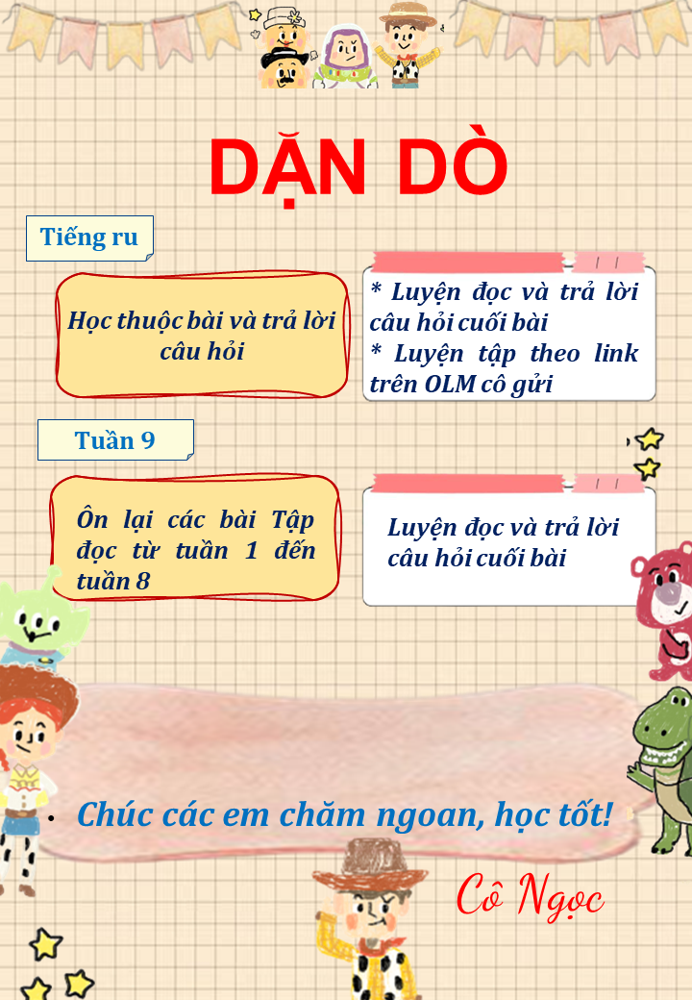 DẶN DÒ
Tiếng ru
Học thuộc bài và trả lời
câu hỏi
* Luyện đọc và trả lời
câu hỏi cuối bài
* Luyện tập theo link
trên OLM cô gửi
Tuần 9
Ôn lại các bài Tập
đọc từ tuần 1 đến
tuần 8
Luyện đọc và trả lời
câu hỏi cuối bài
• Chúc các em chăm ngoan, học tốt!
Cô Ngọc